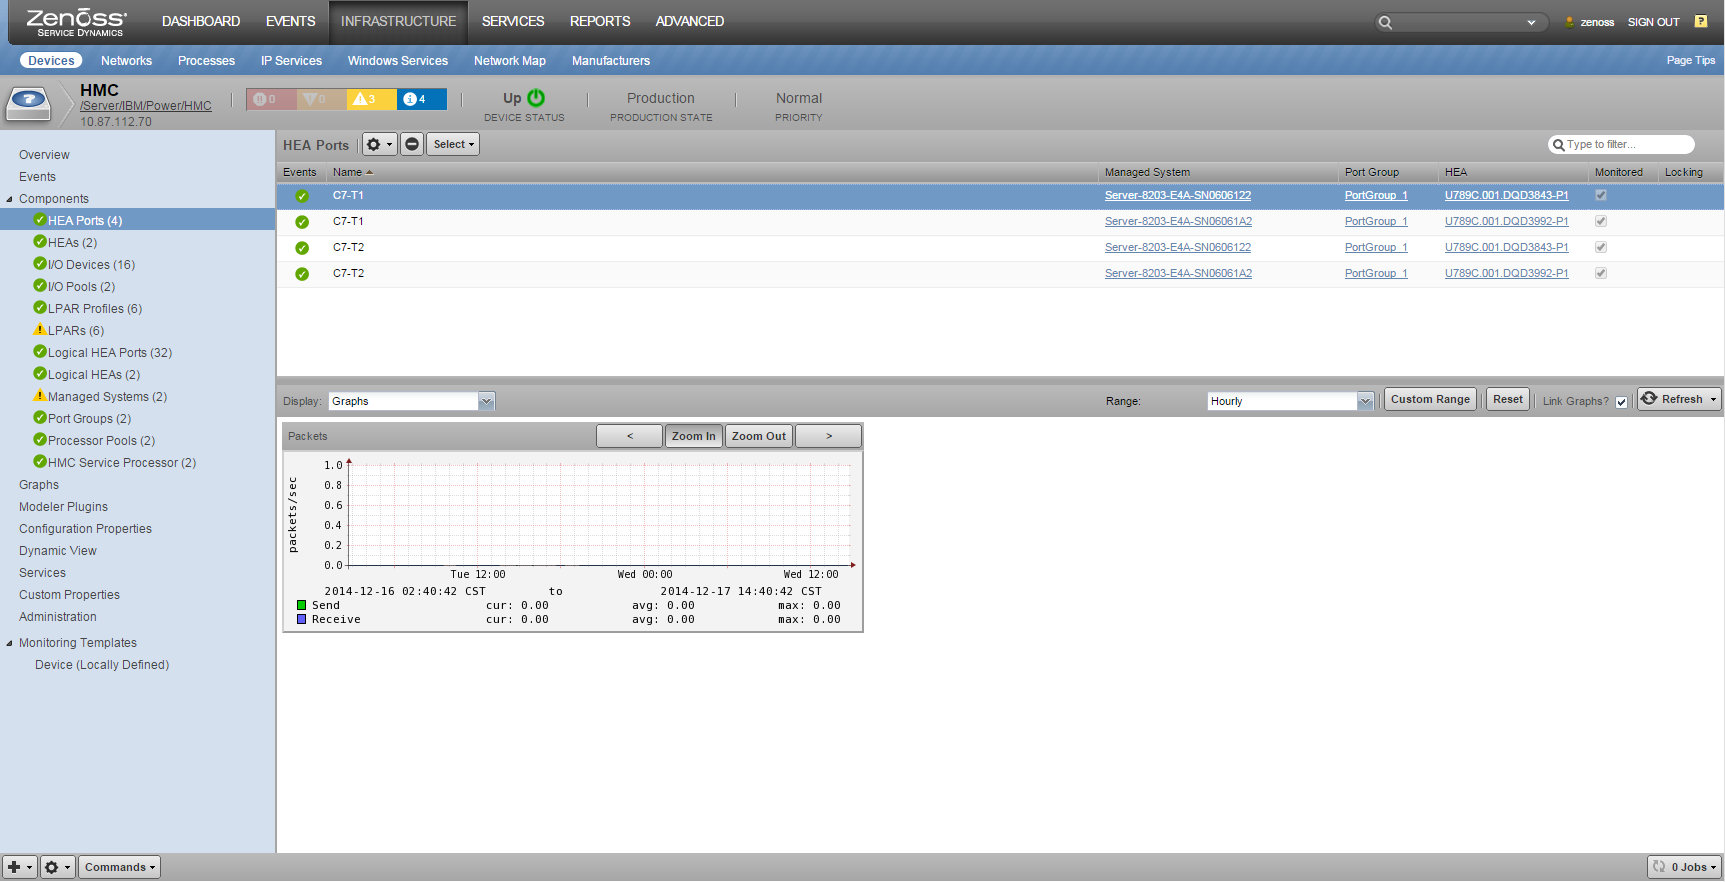 Zenoss DASHBOARD EVENTS INFRASTRUCTURE SERVICES REPORTS ADVANCED zenoss SIGN OUT ?
SERVICE DYNAMICS
Devices Networks Processes IP Services Windows Services Network Map Manufacturers Page Tips
HMC
/Server/IBM/Power/HMC
10.87.112.70
0 0 3 4
Up
DEVICE STATUS
Production
PRODUCTION STATE
Normal
PRIORITY
Overview
Events
Components
HEA Ports (4)
HEAs (2)
I/O Devices (16)
I/O Pools (2)
LPAR Profiles (6)
LPARs (6)
Logical HEA Ports (32)
Logical HEAs (2)
Managed Systems (2)
Port Groups (2)
Processor Pools (2)
HMC Service Processor (2)
Graphs
Modeler Plugins
Configuration Properties
Dynamic View
Services
Custom Properties
Administration
Monitoring Templates
Device (Locally Defined)
HEA Ports Select Type to filter...
Events Name Managed System Port Group HEA Monitored Locking
C7-T1 Server-8203-E4A-SN0606122 PortGroup_1 U789C.001.DQD3843-P1
C7-T1 Server-8203-E4A-SN06061A2 PortGroup_1 U789C.001.DQD3992-P1
C7-T2 Server-8203-E4A-SN0606122 PortGroup_1 U789C.001.DQD3843-P1
C7-T2 Server-8203-E4A-SN06061A2 PortGroup_1 U789C.001.DQD3992-P1
Display: Graphs Range: Hourly Custom Range Reset Link Graphs? Refresh
Packets < Zoom In Zoom Out >
packets/sec
1.0
0.8
0.6
0.4
0.2
0.0
Tue 12:00 Wed 00:00 Wed 12:00
2014-12-16 02:40:42 CST to 2014-12-17 14:40:42 CST
Send cur: 0.00 avg: 0.00 max: 0.00
Receive cur: 0.00 avg: 0.00 max: 0.00
Commands 0 Jobs